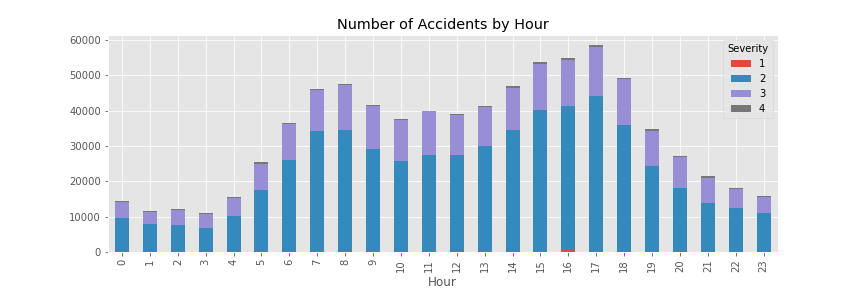 Number of Accidents by Hour
60000
50000
40000
30000
20000
10000
0
Severity
1
2
3
4
0 1 2 3 4 5 6 7 8 9 10 11 12 13 14 15 16 17 18 19 20 21 22 23
Hour